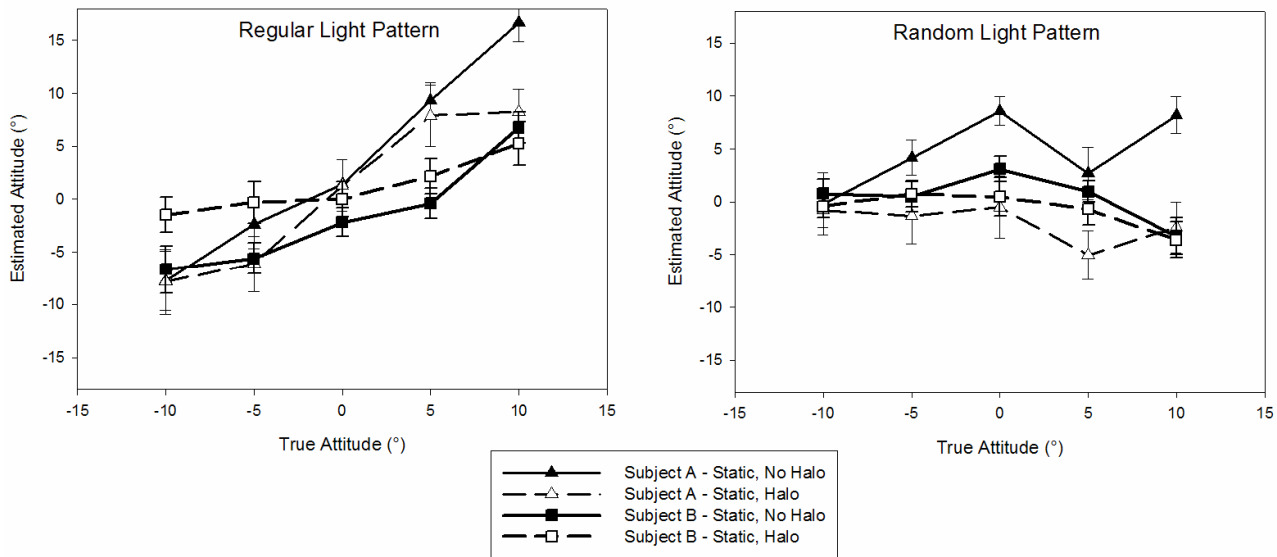 Regular Light Pattern
15
10
5
0
-5
-10
-15
Estimated Attitude (°)
-15 -10 -5 0 5 10 15
True Attitude (°)
Random Light Pattern
15
10
5
0
-5
-10
-15
Estimated Attitude (°)
-15 -10 -5 0 5 10 15
True Attitude (°)
Subject A - Static, No Halo
Subject A - Static, Halo
Subject B - Static, No Halo
Subject B - Static, Halo